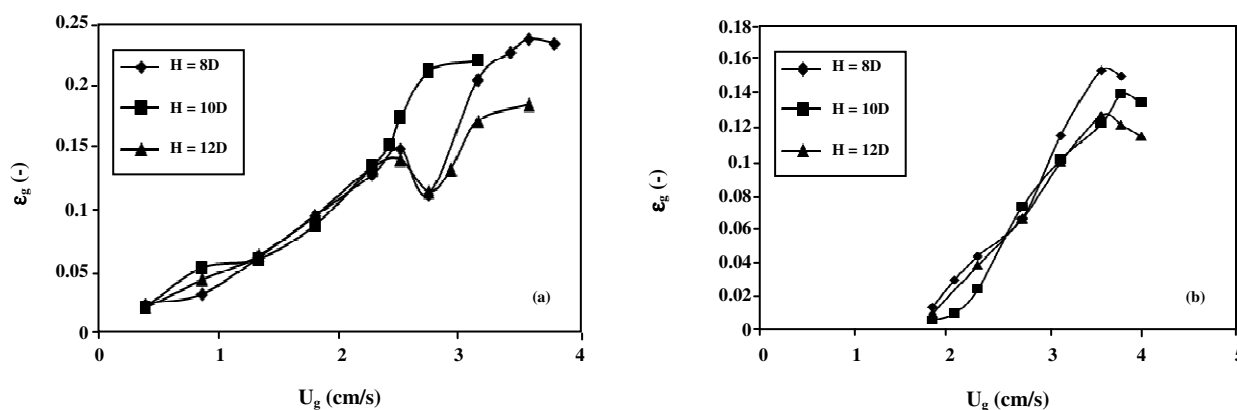 0.25
0.2
0.15
0.1
0.05
0
εg (-)
H = 8D
H = 10D
H = 12D
(a)
0 1 2 3 4
Ug (cm/s)
0.18
0.16
0.14
0.12
0.1
0.08
0.06
0.04
0.02
0
εg (-)
H = 8D
H = 10D
H = 12D
(b)
0 1 2 3 4 5
Ug (cm/s)